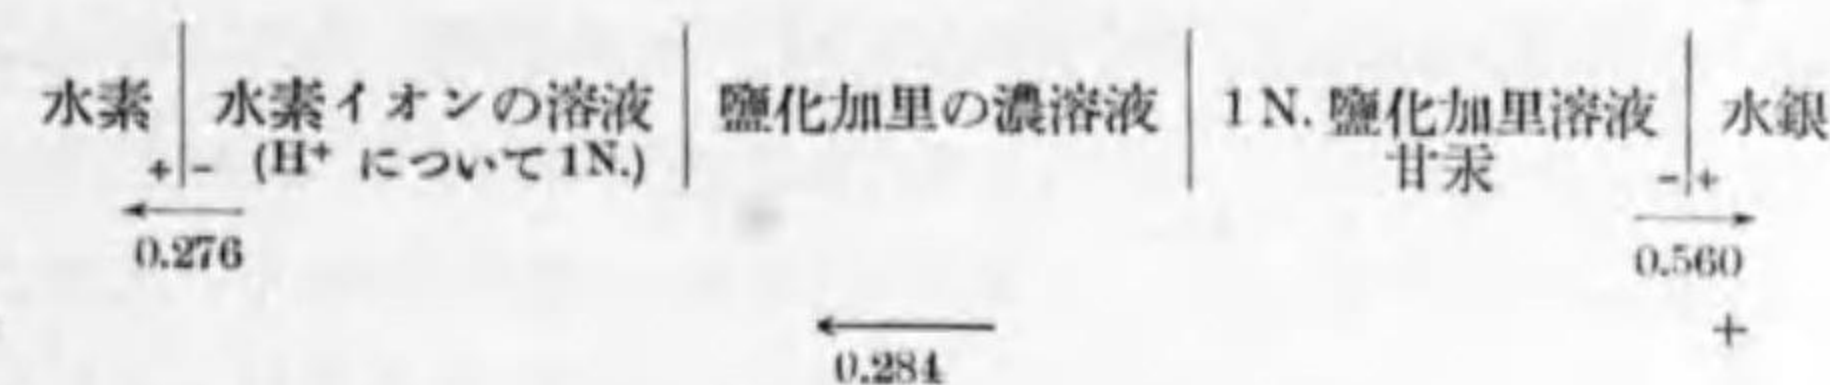 水素 水素イオンの溶液 鹽化加里の濃溶液 1 N. 鹽化加里溶液 水銀
+ - (H⁺ について 1N.) 甘汞 - +
0.276 0.560
+
0.284